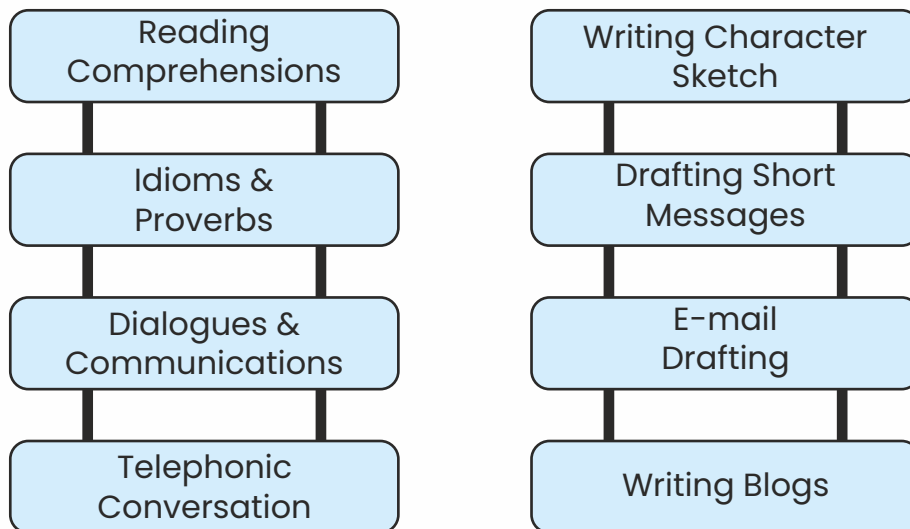 Reading
Comprehensions
Idioms &
Proverbs
Dialogues &
Communications
Telephonic
Conversation
Writing Character
Sketch
Drafting Short
Messages
E-mail
Drafting
Writing Blogs